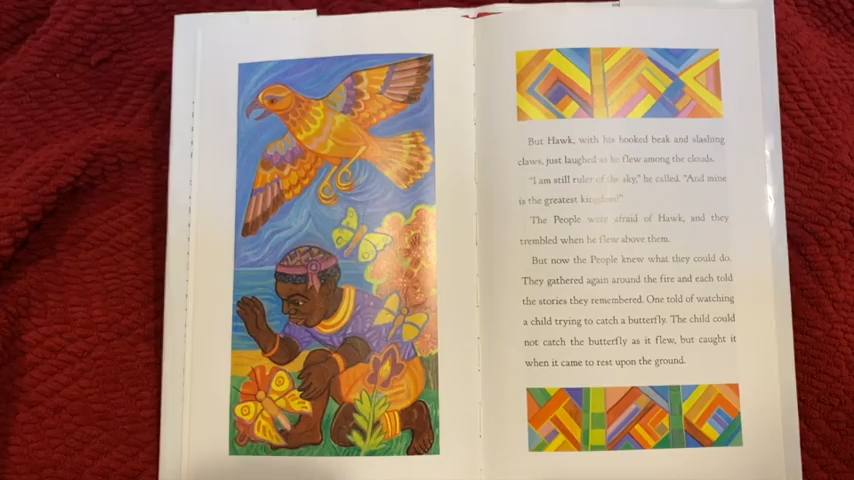 But Hawk, with his hooked beak and slashing
claws, just laughed as he flew among the clouds.
"I am still ruler of the sky," he called. "And mine
is the greatest kingdom!"
The People were afraid of Hawk, and they
trembled when he flew above them.
But now the People knew what they could do.
They gathered again around the fire and each told
the stories they remembered. One told of watching
a child trying to catch a butterfly. The child could
not catch the butterfly as it flew, but caught it
when it came to rest upon the ground.